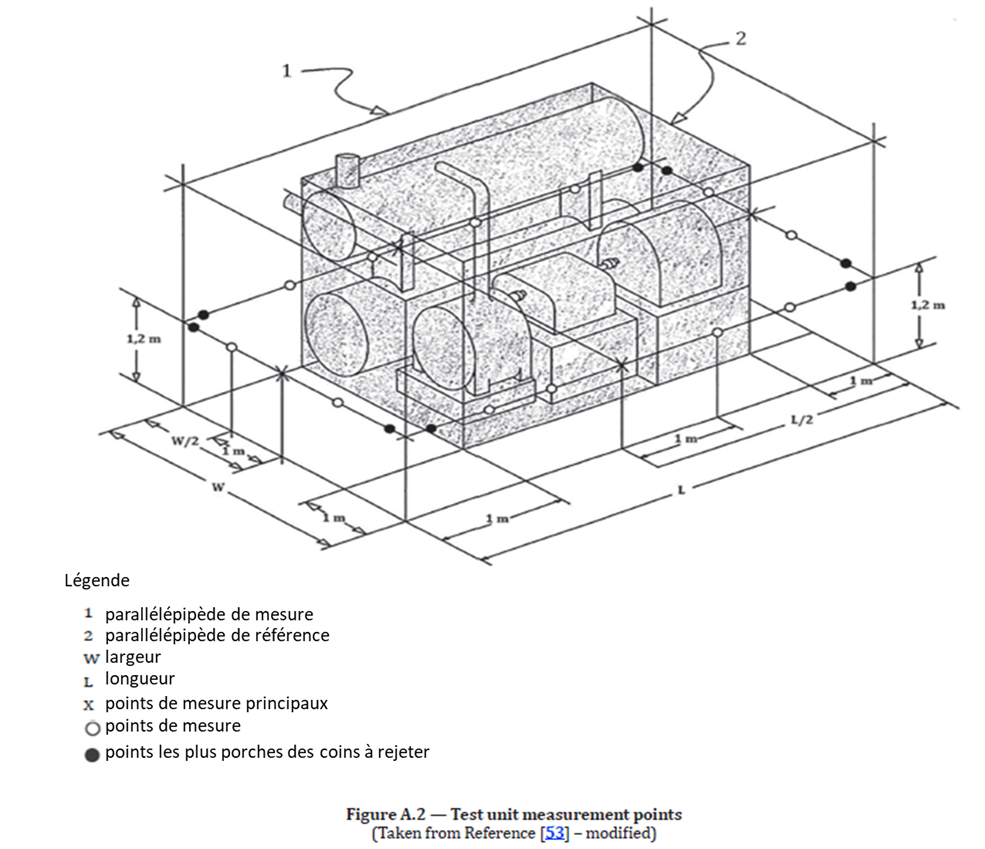 1
2
1,2 m
1,2 m
1 m
L/2
W/2
1 m
1 m
W
L
1 m
1 m
Légende
1 parallélépipède de mesure
2 parallélépipède de référence
W largeur
L longueur
X points de mesure principaux
points de mesure
points les plus porches des coins à rejeter
Figure A.2 — Test unit measurement points
(Taken from Reference [53] – modified)